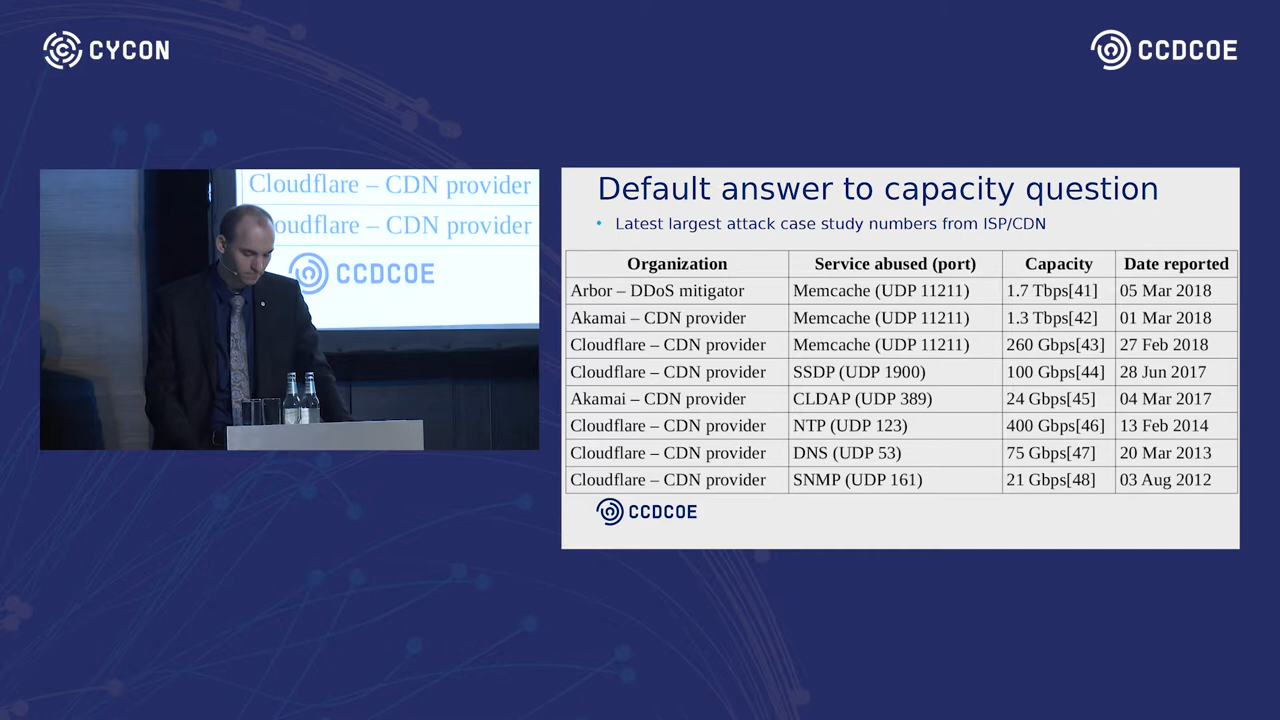 CYCON
CCDCOE
Cloudflare – CDN provider
oudflare – CDN provider
CCDCOE
Default answer to capacity question
• Latest largest attack case study numbers from ISP/CDN
Organization Service abused (port) Capacity Date reported
Arbor – DDoS mitigator Memcache (UDP 11211) 1.7 Tbps[41] 05 Mar 2018
Akamai – CDN provider Memcache (UDP 11211) 1.3 Tbps[42] 01 Mar 2018
Cloudflare – CDN provider Memcache (UDP 11211) 260 Gbps[43] 27 Feb 2018
Cloudflare – CDN provider SSDP (UDP 1900) 100 Gbps[44] 28 Jun 2017
Akamai – CDN provider CLDAP (UDP 389) 24 Gbps[45] 04 Mar 2017
Cloudflare – CDN provider NTP (UDP 123) 400 Gbps[46] 13 Feb 2014
Cloudflare – CDN provider DNS (UDP 53) 75 Gbps[47] 20 Mar 2013
Cloudflare – CDN provider SNMP (UDP 161) 21 Gbps[48] 03 Aug 2012
CCDCOE